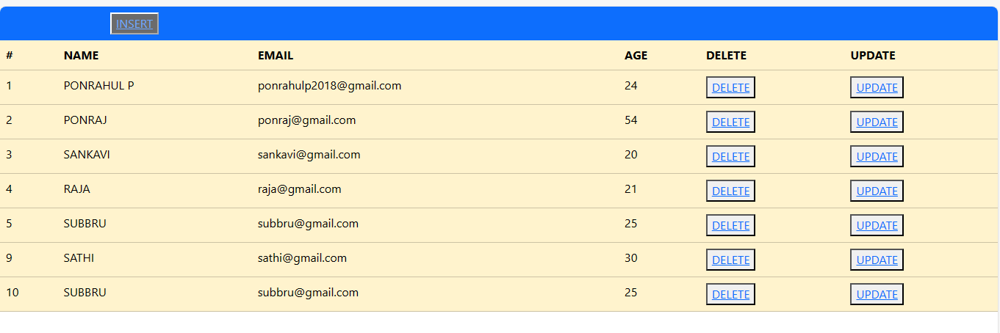 INSERT
# NAME EMAIL AGE DELETE UPDATE
1 PONRAHUL P ponrahulp2018@gmail.com 24 DELETE UPDATE
2 PONRAJ ponraj@gmail.com 54 DELETE UPDATE
3 SANKAVI sankavi@gmail.com 20 DELETE UPDATE
4 RAJA raja@gmail.com 21 DELETE UPDATE
5 SUBBRU subbru@gmail.com 25 DELETE UPDATE
9 SATHI sathi@gmail.com 30 DELETE UPDATE
10 SUBBRU subbru@gmail.com 25 DELETE UPDATE